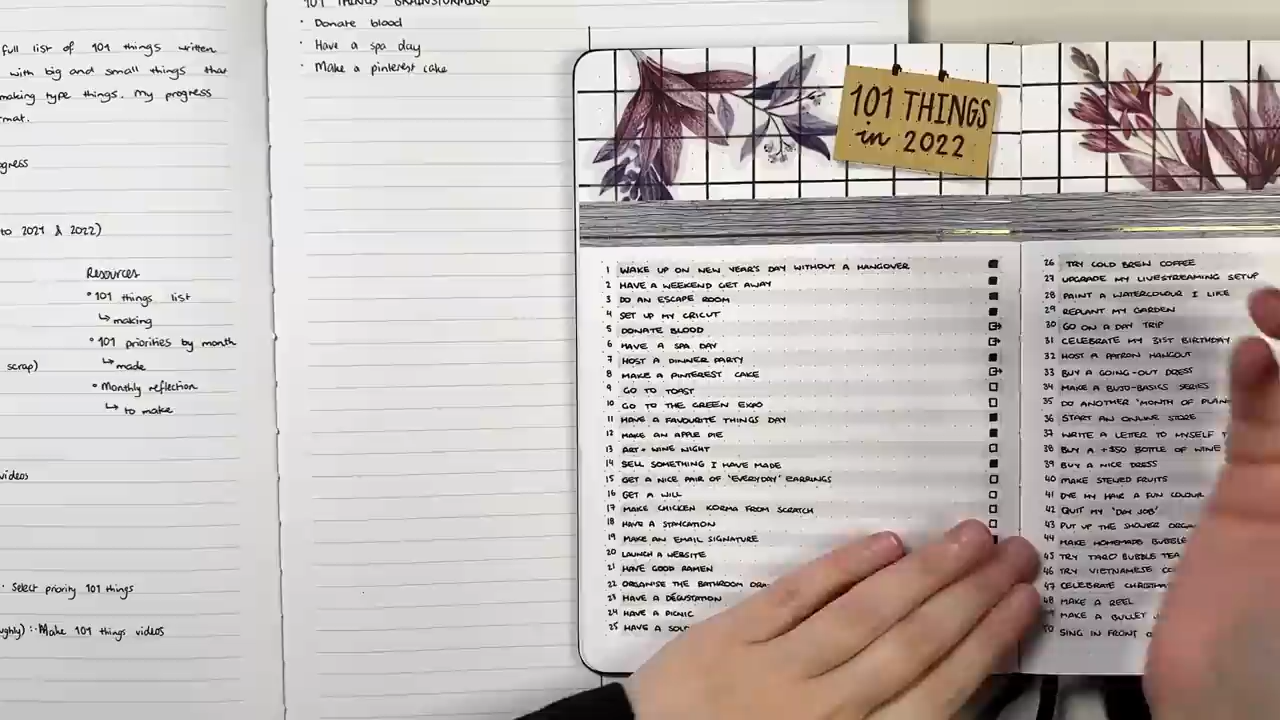 full list of 101 things written
with big and small things that
making type things. My progress
rmat.
ogress
to 2021 & 2022)
Resources
• 101 things list
↳ making
• 101 priorities by month
↳ made
scrap)
• Monthly reflection
↳ to make
videos
· Select priority 101 things
ughly) :· Make 101 things videos
101 THINGS BRAINSTORMING
· Donate blood
· Have a spa day
· Make a pinterest cake
101 THINGS
in 2022
1 WAKE UP ON NEW YEAR'S DAY WITHOUT A HANGOVER
2 HAVE A WEEKEND GET AWAY
3 DO AN ESCAPE ROOM
4 SET UP MY CRICUT
5 DONATE BLOOD
6 HAVE A SPA DAY
7 HOST A DINNER PARTY
8 MAKE A PINTEREST CAKE
9 GO TO TOAST
10 GO TO THE GREEN EXPO
11 HAVE A FAVOURITE THINGS DAY
12 MAKE AN APPLE PIE
13 ART + WINE NIGHT
14 SELL SOMETHING I HAVE MADE
15 GET A NICE PAIR OF 'EVERYDAY' EARRINGS
16 GET A WILL
17 MAKE CHICKEN KORMA FROM SCRATCH
18 HAVE A STAYCATION
19 MAKE AN EMAIL SIGNATURE
20 LAUNCH A WEBSITE
21 HAVE GOOD RAMEN
22 ORGANISE THE BATHROOM DRA
23 HAVE A DEGUSTATION
24 HAVE A PICNIC
25 HAVE A SOL
26 TRY COLD BREW COFFEE
27 UPGRADE MY LIVESTREAMING SETUP
28 PAINT A WATERCOLOUR I LIKE
29 REPLANT MY GARDEN
30 GO ON A DAY TRIP
31 CELEBRATE MY 31ST BIRTHDAY
32 HOST A PATRON HANGOUT
33 BUY A GOING-OUT DRESS
34 MAKE A BUJO-BASICS SERIES
35 DO ANOTHER 'MONTH OF PLAN
36 START AN ONLINE STORE
37 WRITE A LETTER TO MYSELF T
38 BUY A +$50 BOTTLE OF WINE
39 BUY A NICE DRESS
40 MAKE STEWED FRUITS
41 DYE MY HAIR A FUN COLOUR
42 QUIT MY 'DAY JOB'
43 PUT UP THE SHOWER ORGA
44 MAKE HOMEMADE BUBBLE
45 TRY TARO BUBBLE TEA
46 TRY VIETNAMESE CO
47 CELEBRATE CHRISTMA
48 MAKE A REEL
MAKE A BULLET
SING IN FRONT O